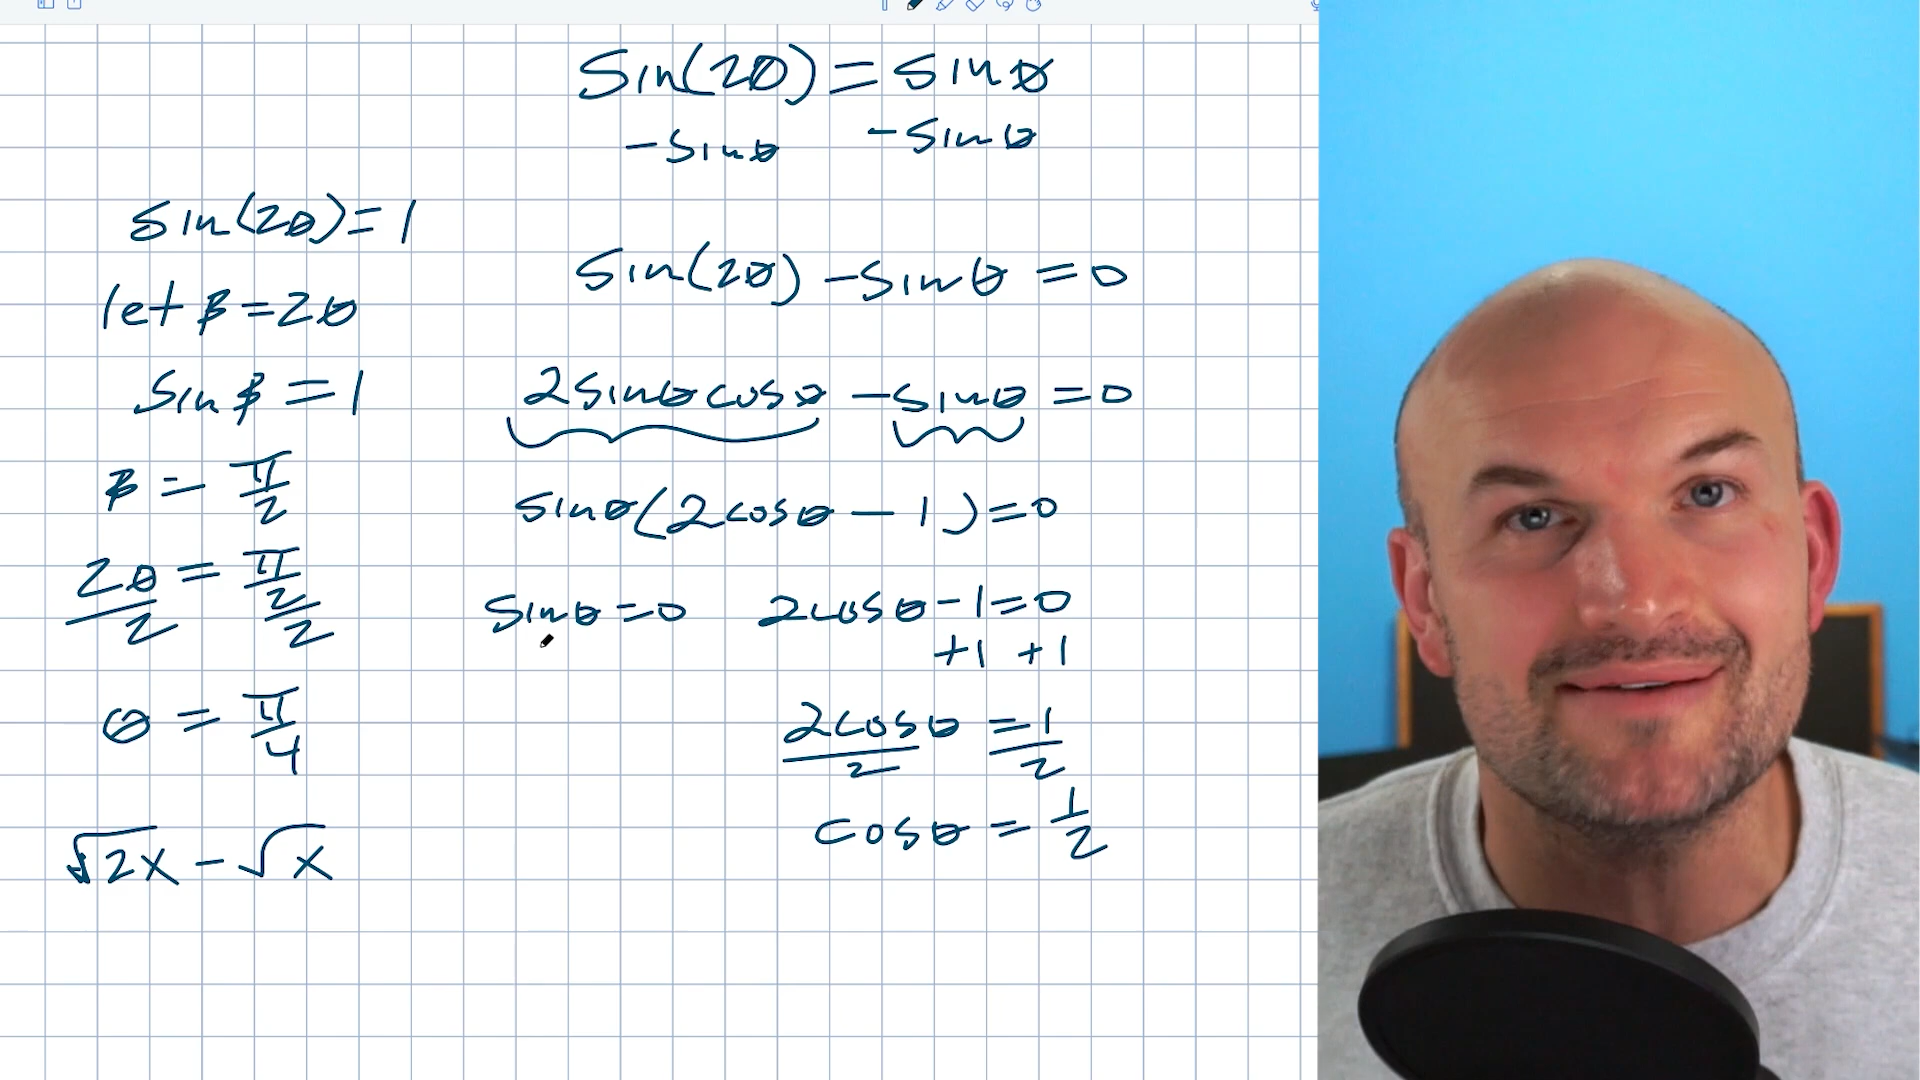 sin(2θ) = sinθ
-sinθ -sinθ
sin(2θ) - sinθ = 0
2sinθcosθ - sinθ = 0
sinθ(2cosθ - 1) = 0
sinθ = 0 2cosθ - 1 = 0
+1 +1
2cosθ/2 = 1/2
cosθ = 1/2
sin(2θ) = 1
let β = 2θ
sin β = 1
β = π/2
2θ/2 = π/2/2
θ = π/4
√2x - √x